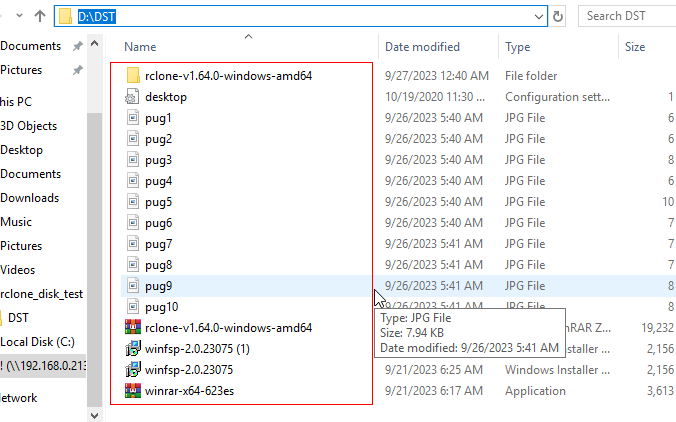 D:\DST
Search DST
Name Date modified Type Size
Documents
Pictures
his PC
3D Objects
Desktop
Documents
Downloads
Music
Pictures
Videos
rclone_disk_test
DST
Local Disk (C:)
! (\\192.168.0.213
etwork
rclone-v1.64.0-windows-amd64 9/27/2023 12:40 AM File folder
desktop 10/19/2020 11:30 ... Configuration sett... 1
pug1 9/26/2023 5:40 AM JPG File 6
pug2 9/26/2023 5:40 AM JPG File 6
pug3 9/26/2023 5:40 AM JPG File 8
pug4 9/26/2023 5:40 AM JPG File 6
pug5 9/26/2023 5:40 AM JPG File 10
pug6 9/26/2023 5:40 AM JPG File 8
pug7 9/26/2023 5:41 AM JPG File 8
pug8 9/26/2023 5:41 AM JPG File 8
pug9 9/26/2023 5:41 AM JPG File 8
pug10 9/26/2023 5:41 AM JPG File 8
rclone-v1.64.0-windows-amd64 nRAR Z... 19,232
winfsp-2.0.23075 (1) Installer ... 2,156
winfsp-2.0.23075 9/21/2023 6:25 AM Windows Installer ... 2,156
winrar-x64-623es 9/21/2023 6:17 AM Application 3,613
Type: JPG File
Size: 7.94 KB
Date modified: 9/26/2023 5:41 AM